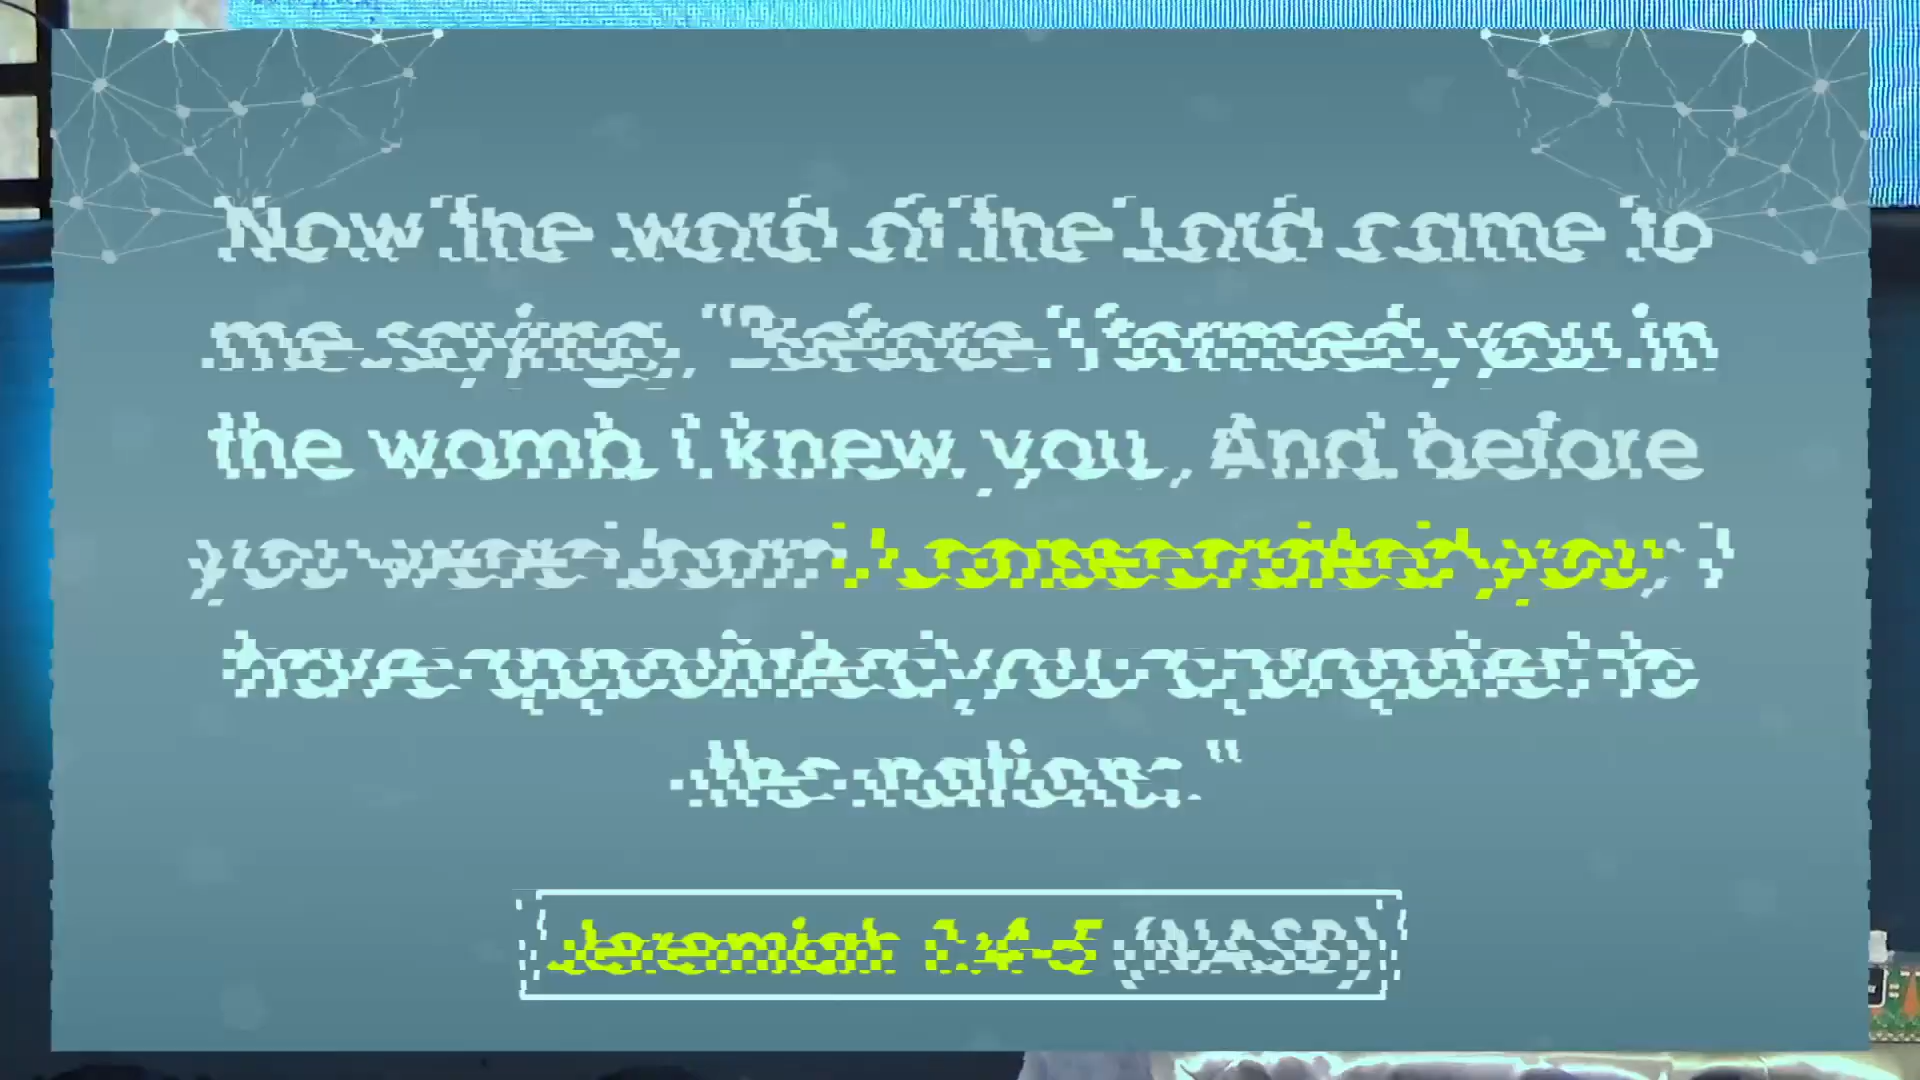 Now the word of the Lord came to
me saying, "Before I formed you in
the womb I knew you, And before
you were born I consecrated you; I
have appointed you a prophet to
the nations."
Jeremiah 1:4-5 (NASB)